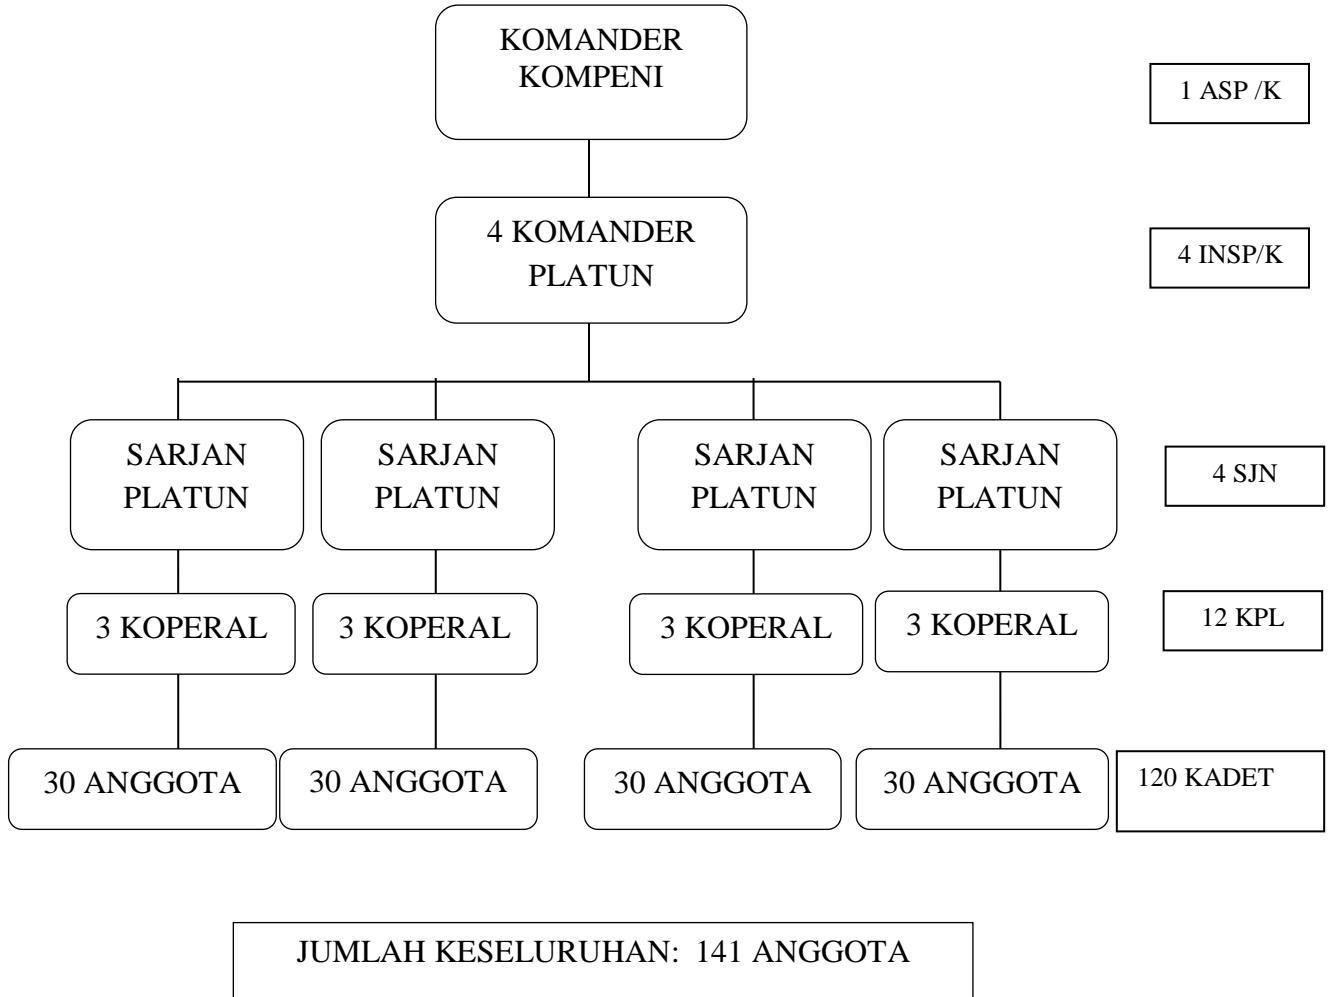 KOMANDER
KOMPENI
1 ASP /K
4 KOMANDER
PLATUN
4 INSP/K
SARJAN
PLATUN
SARJAN
PLATUN
SARJAN
PLATUN
SARJAN
PLATUN
4 SJN
3 KOPERAL
3 KOPERAL
3 KOPERAL
3 KOPERAL
12 KPL
30 ANGGOTA
30 ANGGOTA
30 ANGGOTA
30 ANGGOTA
120 KADET
JUMLAH KESELURUHAN: 141 ANGGOTA